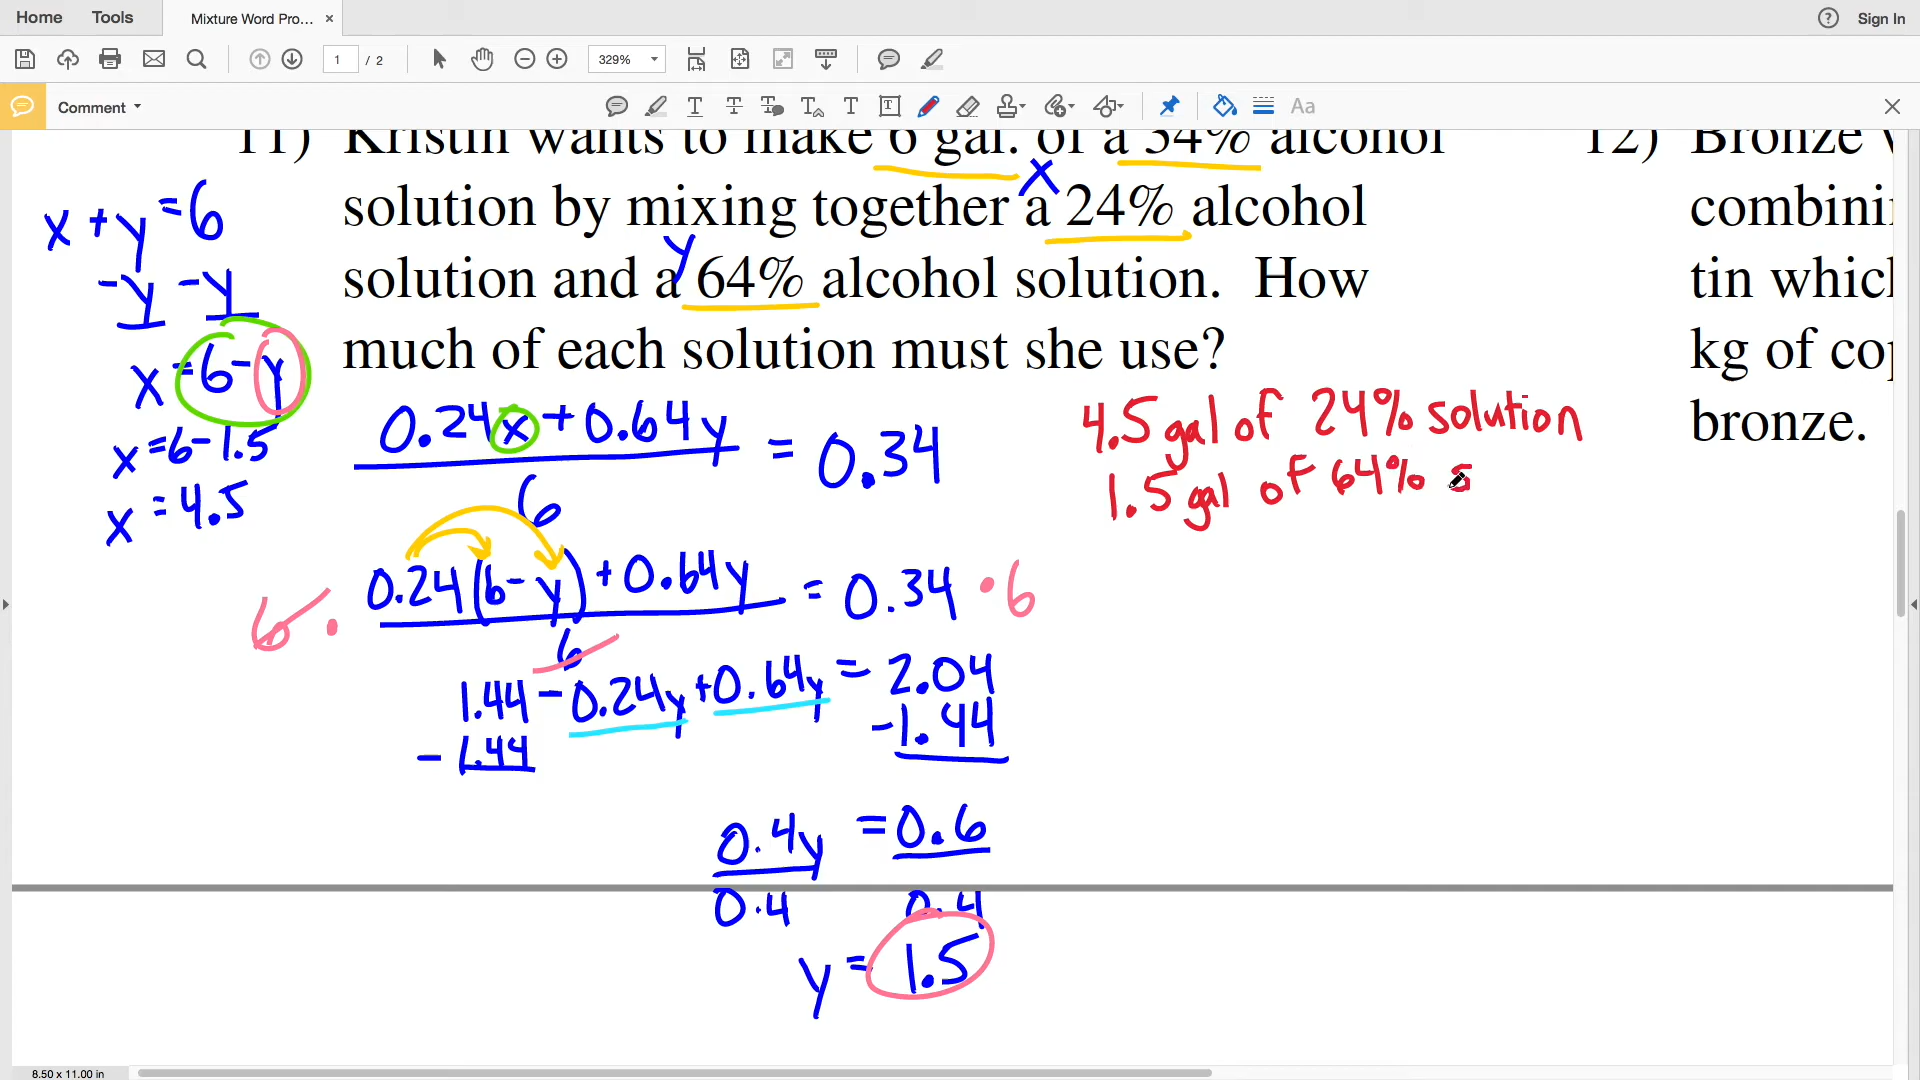 Home Tools Mixture Word Pro... × ? Sign In
1 / 2 329%
Comment T T T T T T Aa
11) Kristin wants to make 6 gal. of a 34% alcohol
x
solution by mixing together a 24% alcohol
y
solution and a 64% alcohol solution. How
much of each solution must she use?
12) Bronze
combini
tin which
kg of co
bronze.
x + y = 6
-y -y
x = 6 - y
x = 6 - 1.5
x = 4.5
0.24x + 0.64y = 0.34
6
6 · 0.24(6 - y) + 0.64y = 0.34 · 6
6
1.44 - 0.24y + 0.64y = 2.04
- 1.44 -1.44
0.4y = 0.6
0.4 0.4
y = 1.5
4.5 gal of 24% solution
1.5 gal of 64% s
8.50 x 11.00 in